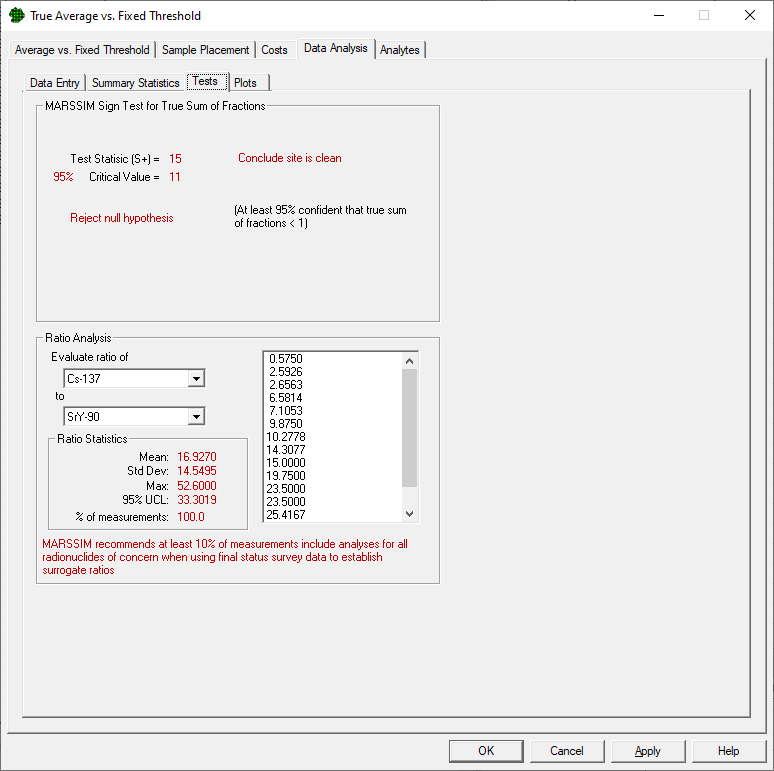 True Average vs. Fixed Threshold
Average vs. Fixed Threshold Sample Placement Costs Data Analysis Analytes
Data Entry Summary Statistics Tests Plots
MARSSIM Sign Test for True Sum of Fractions
Test Statisic (S+) = 15 Conclude site is clean
95% Critical Value = 11
Reject null hypothesis (At least 95% confident that true sum
of fractions < 1)
Ratio Analysis
Evaluate ratio of
Cs-137
to
SrY-90
Ratio Statistics
Mean: 16.9270
Std Dev: 14.5495
Max: 52.6000
95% UCL: 33.3019
% of measurements: 100.0
0.5750
2.5926
2.6563
6.5814
7.1053
9.8750
10.2778
14.3077
15.0000
19.7500
23.5000
23.5000
25.4167
MARSSIM recommends at least 10% of measurements include analyses for all
radionuclides of concern when using final status survey data to establish
surrogate ratios
OK Cancel Apply Help